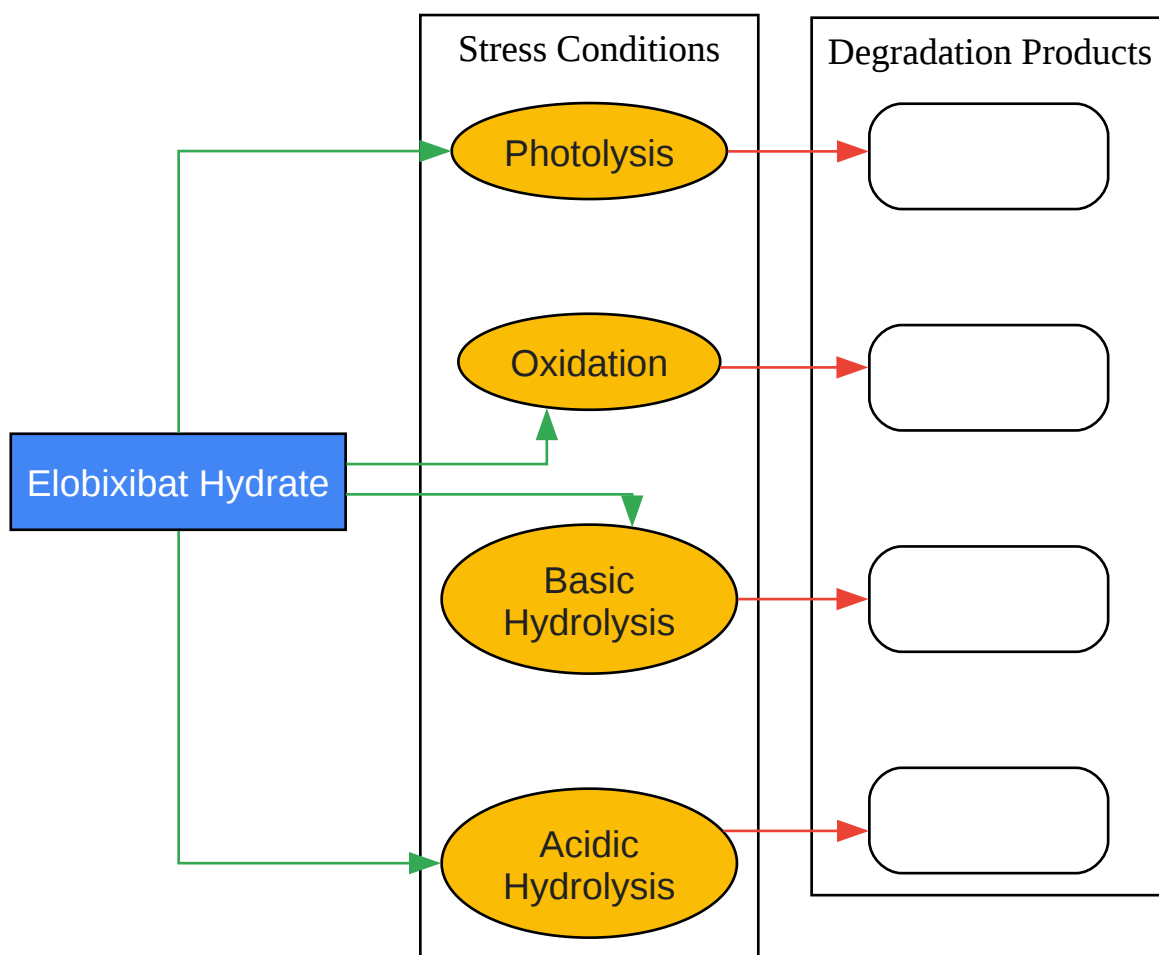 Stress Conditions
Degradation Products
Photolysis
Oxidation
Elobixibat Hydrate
Basic
Hydrolysis
Acidic
Hydrolysis